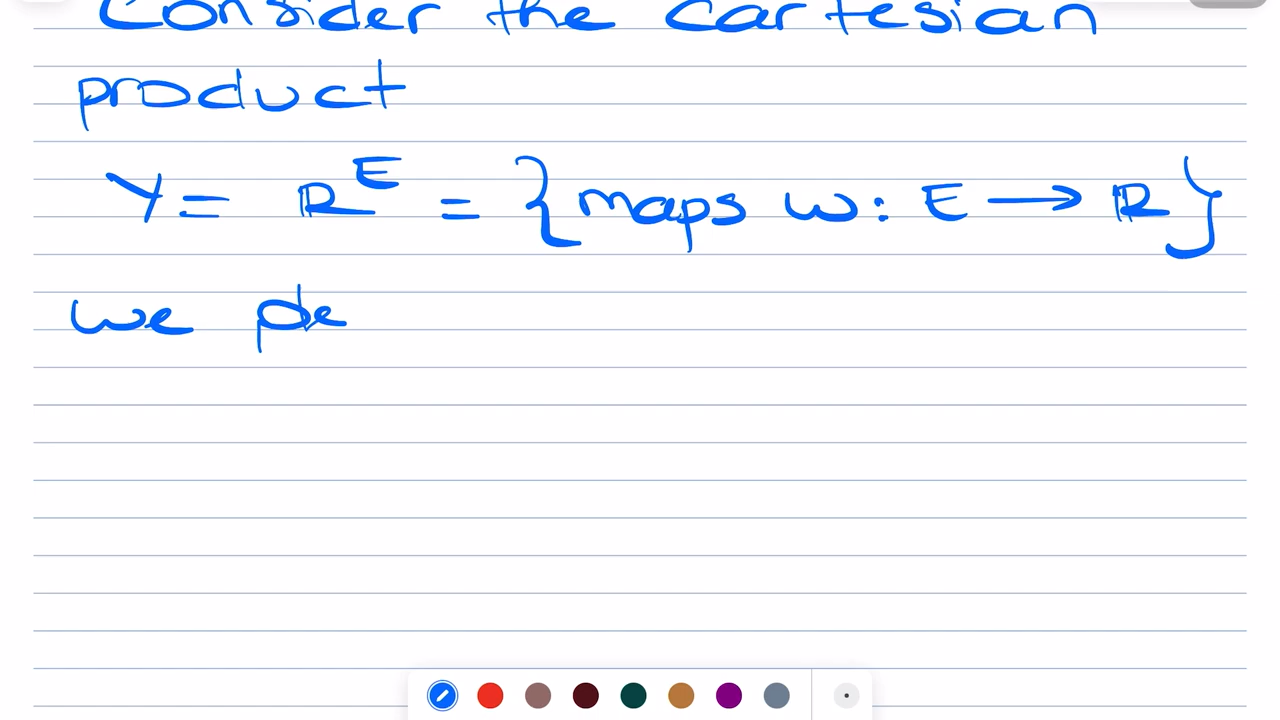 Consider the cartesian
product
Y = ℝ^E = {maps w: E → ℝ}
we